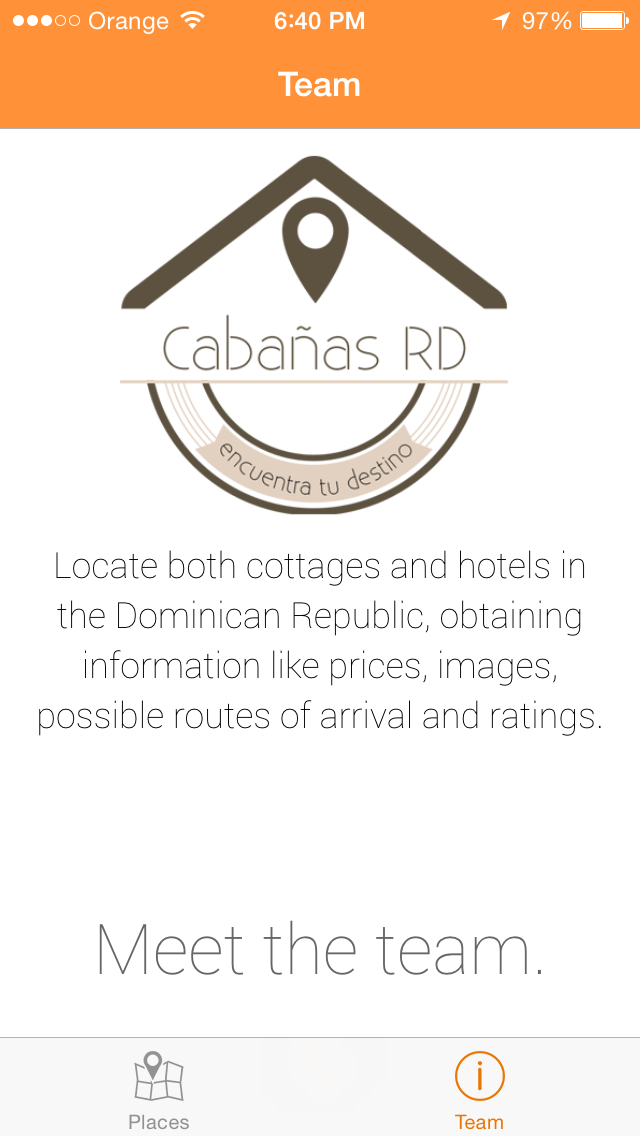 Orange 6:40 PM 97%
Team
Cabañas RD
encuentra tu destino
Locate both cottages and hotels in
the Dominican Republic, obtaining
information like prices, images,
possible routes of arrival and ratings.
Meet the team.
Places Team